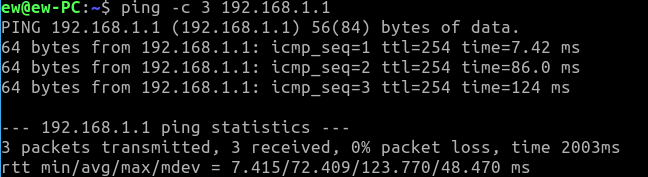 ew@ew-PC:~$ ping -c 3 192.168.1.1
PING 192.168.1.1 (192.168.1.1) 56(84) bytes of data.
64 bytes from 192.168.1.1: icmp_seq=1 ttl=254 time=7.42 ms
64 bytes from 192.168.1.1: icmp_seq=2 ttl=254 time=86.0 ms
64 bytes from 192.168.1.1: icmp_seq=3 ttl=254 time=124 ms

--- 192.168.1.1 ping statistics ---
3 packets transmitted, 3 received, 0% packet loss, time 2003ms
rtt min/avg/max/mdev = 7.415/72.409/123.770/48.470 ms